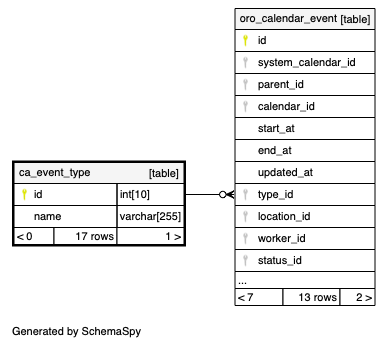 oro_calendar_event [table]
id
system_calendar_id
parent_id
calendar_id
start_at
end_at
updated_at
type_id
location_id
worker_id
status_id
...
< 7 13 rows 2 >
ca_event_type [table]
id int[10]
name varchar[255]
< 0 17 rows 1 >
Generated by SchemaSpy